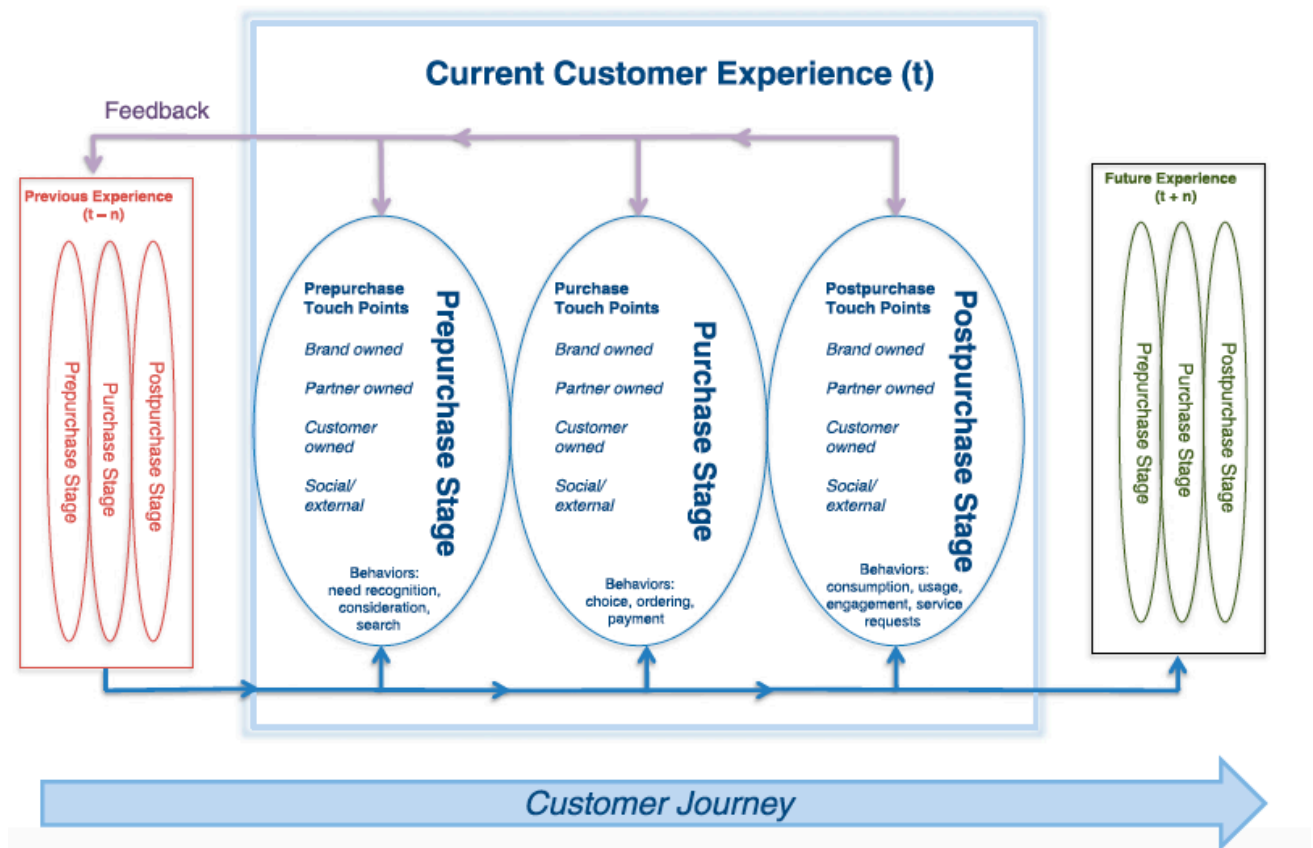 Current Customer Experience (t)
Feedback
Previous Experience
(t – n)
Prepurchase Stage
Purchase Stage
Postpurchase Stage
Prepurchase
Touch Points
Brand owned
Partner owned
Customer
owned
Social/
external
Prepurchase Stage
Behaviors:
need recognition,
consideration,
search
Purchase
Touch Points
Brand owned
Partner owned
Customer
owned
Social/
external
Purchase Stage
Behaviors:
choice, ordering,
payment
Postpurchase
Touch Points
Brand owned
Partner owned
Customer
owned
Social/
external
Postpurchase Stage
Behaviors:
consumption, usage,
engagement, service
requests
Future Experience
(t + n)
Prepurchase Stage
Purchase Stage
Postpurchase Stage
Customer Journey